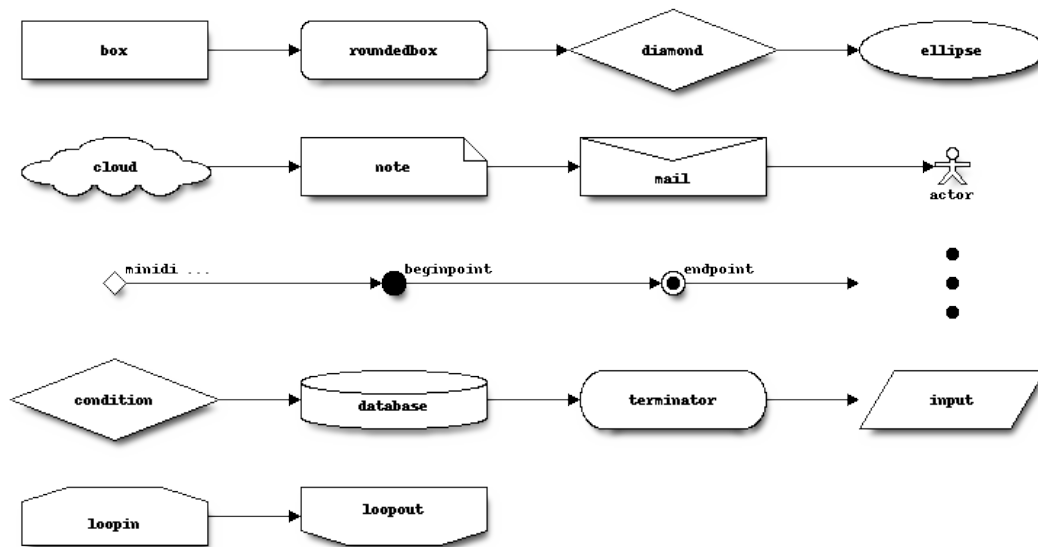 box
roundedbox
diamond
ellipse
cloud
note
mail
actor
minidi ...
beginpoint
endpoint
condition
database
terminator
input
loopin
loopout